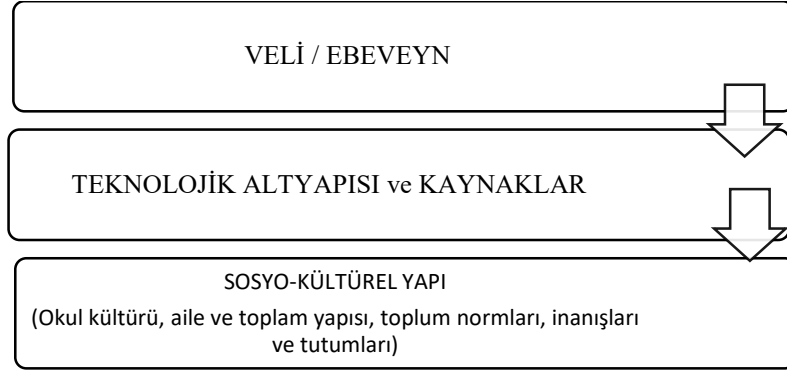 VELİ / EBEVEYN
TEKNOLOJİK ALTYAPISI ve KAYNAKLAR
SOSYO-KÜLTÜREL YAPI
(Okul kültürü, aile ve toplam yapısı, toplum normları, inanışları
ve tutumları)